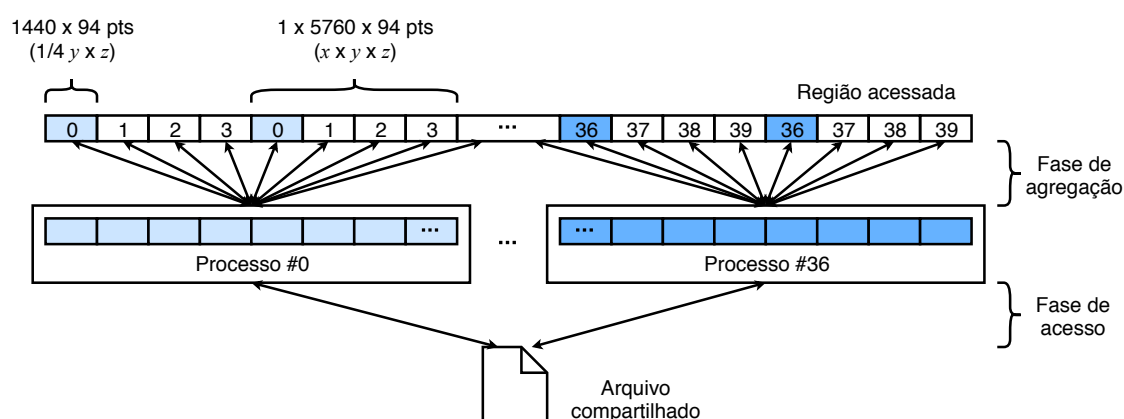 1440 x 94 pts
(1/4 y x z)
1 x 5760 x 94 pts
(x x y x z)
Região acessada
0 1 2 3 0 1 2 3 ... 36 37 38 39 36 37 38 39
Fase de
agregação
...
Processo #0
...
...
Processo #36
Fase de
acesso
Arquivo
compartilhado